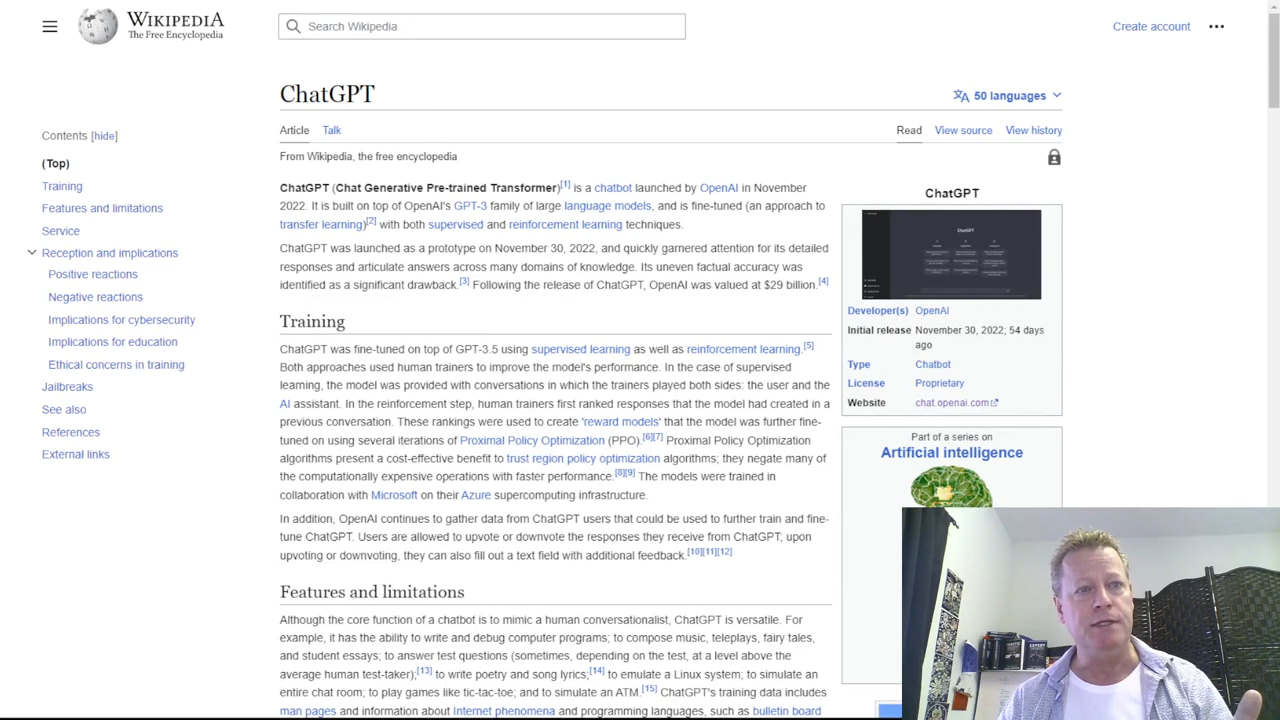 WIKIPEDIA
The Free Encyclopedia
Search Wikipedia
Create account
ChatGPT
50 languages
Article Talk
Read View source View history
From Wikipedia, the free encyclopedia
Contents [hide]
(Top)
Training
Features and limitations
Service
Reception and implications
Positive reactions
Negative reactions
Implications for cybersecurity
Implications for education
Ethical concerns in training
Jailbreaks
See also
References
External links
ChatGPT (Chat Generative Pre-trained Transformer)[1] is a chatbot launched by OpenAI in November
2022. It is built on top of OpenAI's GPT-3 family of large language models, and is fine-tuned (an approach to
transfer learning)[2] with both supervised and reinforcement learning techniques.
ChatGPT was launched as a prototype on November 30, 2022, and quickly garnered attention for its detailed
responses and articulate answers across many domains of knowledge. Its uneven factual accuracy was
identified as a significant drawback.[3] Following the release of ChatGPT, OpenAI was valued at $29 billion.[4]
Training
ChatGPT was fine-tuned on top of GPT-3.5 using supervised learning as well as reinforcement learning.[5]
Both approaches used human trainers to improve the model's performance. In the case of supervised
learning, the model was provided with conversations in which the trainers played both sides: the user and the
AI assistant. In the reinforcement step, human trainers first ranked responses that the model had created in a
previous conversation. These rankings were used to create 'reward models' that the model was further fine-
tuned on using several iterations of Proximal Policy Optimization (PPO).[6][7] Proximal Policy Optimization
algorithms present a cost-effective benefit to trust region policy optimization algorithms; they negate many of
the computationally expensive operations with faster performance.[8][9] The models were trained in
collaboration with Microsoft on their Azure supercomputing infrastructure.
In addition, OpenAI continues to gather data from ChatGPT users that could be used to further train and fine-
tune ChatGPT. Users are allowed to upvote or downvote the responses they receive from ChatGPT; upon
upvoting or downvoting, they can also fill out a text field with additional feedback.[10][11][12]
Features and limitations
Although the core function of a chatbot is to mimic a human conversationalist, ChatGPT is versatile. For
example, it has the ability to write and debug computer programs; to compose music, teleplays, fairy tales,
and student essays; to answer test questions (sometimes, depending on the test, at a level above the
average human test-taker);[13] to write poetry and song lyrics;[14] to emulate a Linux system; to simulate an
entire chat room; to play games like tic-tac-toe; and to simulate an ATM.[15] ChatGPT's training data includes
man pages and information about Internet phenomena and programming languages, such as bulletin board
ChatGPT
ChatGPT
Developer(s) OpenAI
Initial release November 30, 2022; 54 days
ago
Type Chatbot
License Proprietary
Website chat.openai.com
Part of a series on
Artificial intelligence